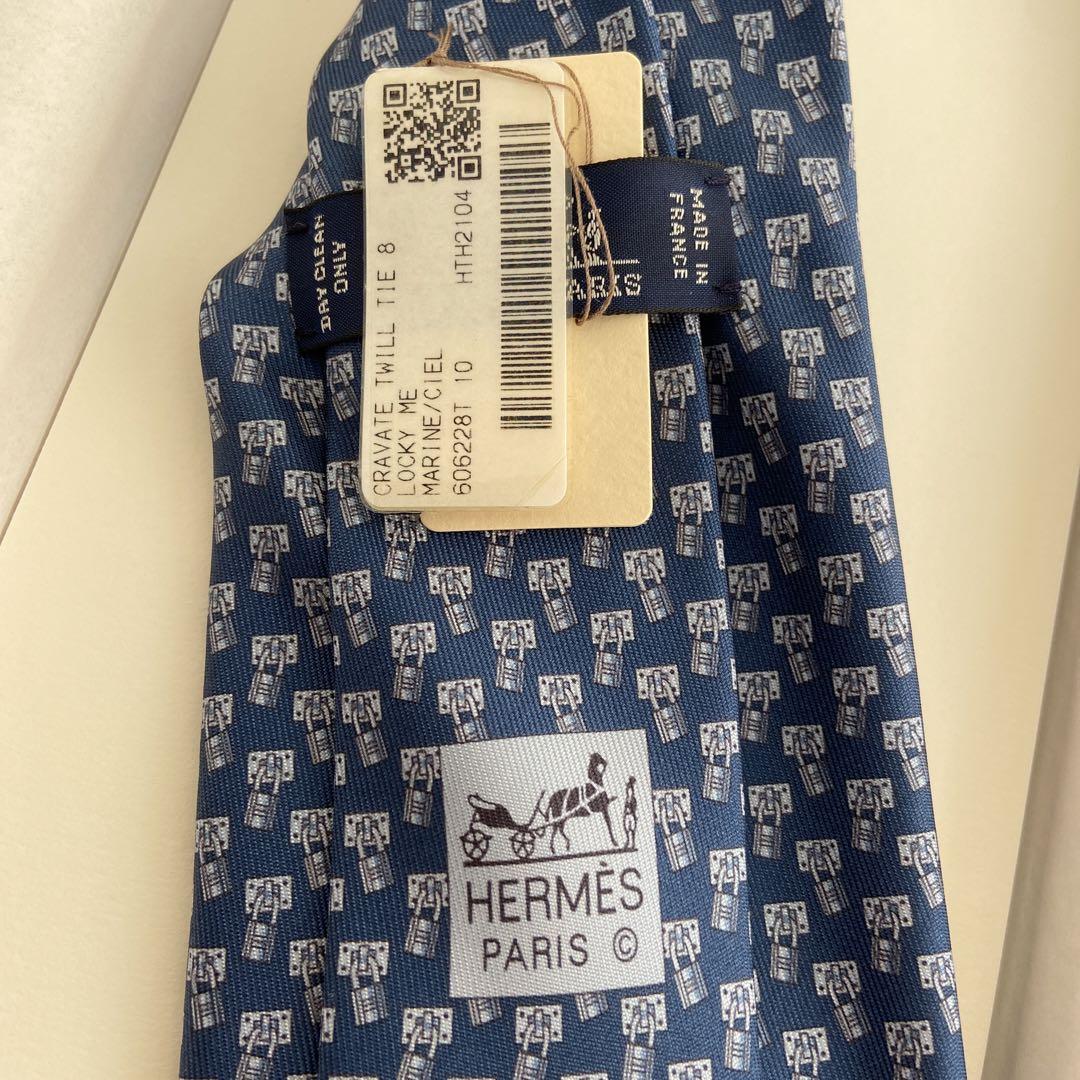 CRAVATE TWILL TIE 8
LOCKY ME
MARINE/CIEL
606228T 10
HTH2104
DRY CLEAN
ONLY
MADE IN
FRANCE
HERMÈS
PARIS ©